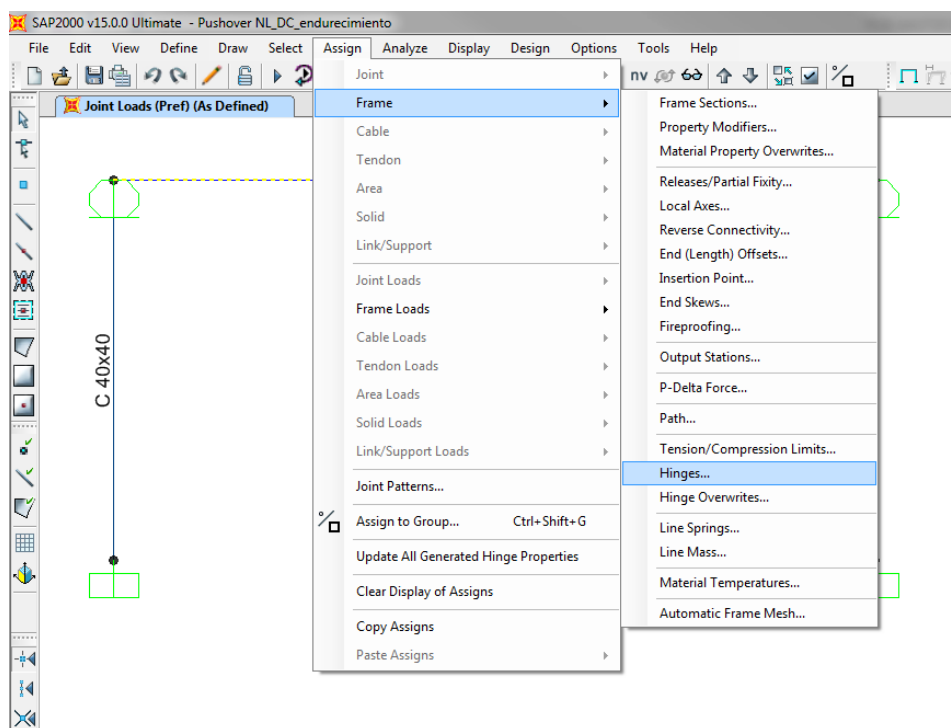 SAP2000 v15.0.0 Ultimate - Pushover NL_DC_endurecimiento
File Edit View Define Draw Select Assign Analyze Display Design Options Tools Help
nv
Joint Loads (Pref) (As Defined)
C 40x40
Joint
Frame
Cable
Tendon
Area
Solid
Link/Support
Joint Loads
Frame Loads
Cable Loads
Tendon Loads
Area Loads
Solid Loads
Link/Support Loads
Joint Patterns...
Assign to Group... Ctrl+Shift+G
Update All Generated Hinge Properties
Clear Display of Assigns
Copy Assigns
Paste Assigns
Frame Sections...
Property Modifiers...
Material Property Overwrites...
Releases/Partial Fixity...
Local Axes...
Reverse Connectivity...
End (Length) Offsets...
Insertion Point...
End Skews...
Fireproofing...
Output Stations...
P-Delta Force...
Path...
Tension/Compression Limits...
Hinges...
Hinge Overwrites...
Line Springs...
Line Mass...
Material Temperatures...
Automatic Frame Mesh...